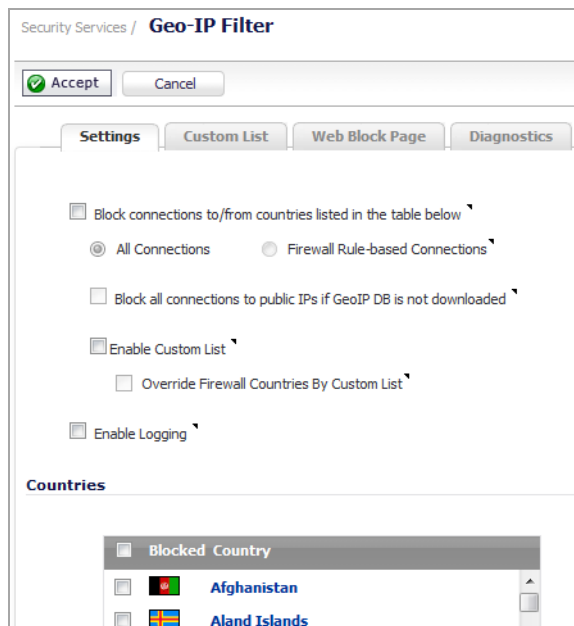 Security Services / Geo-IP Filter
Accept Cancel
Settings Custom List Web Block Page Diagnostics
Block connections to/from countries listed in the table below
All Connections Firewall Rule-based Connections
Block all connections to public IPs if GeoIP DB is not downloaded
Enable Custom List
Override Firewall Countries By Custom List
Enable Logging
Countries
Blocked Country
Afghanistan
Aland Islands